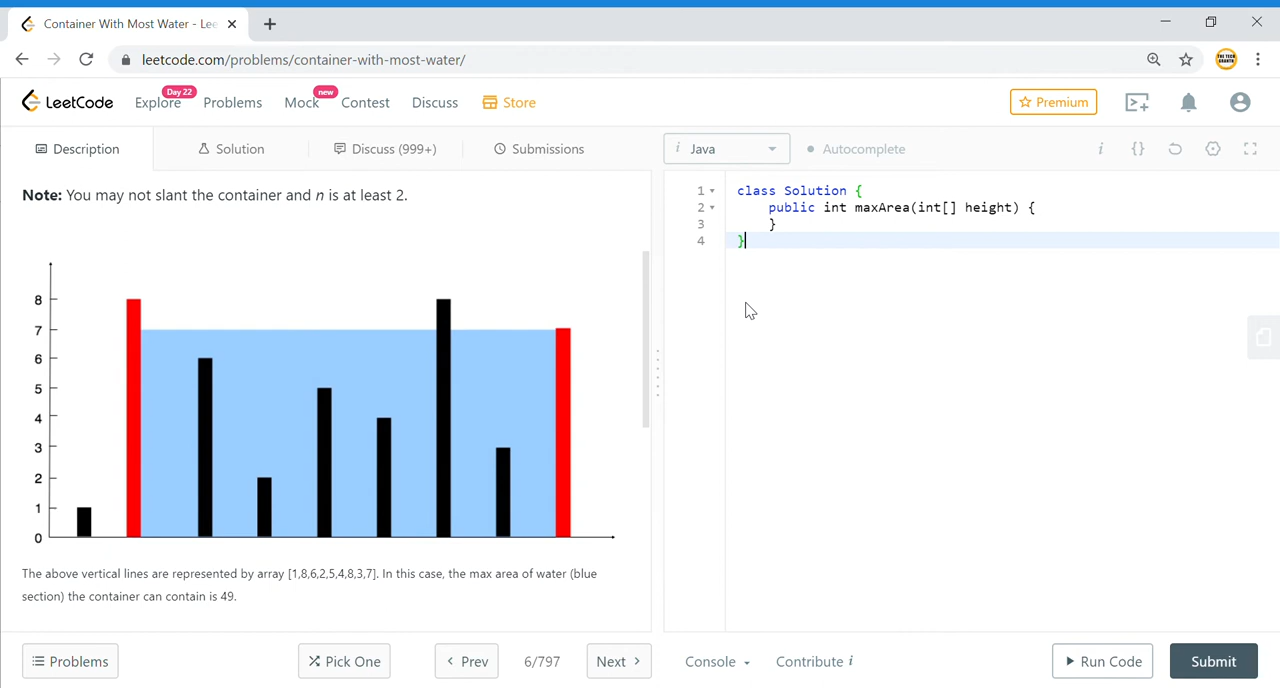 Container With Most Water - Lee
leetcode.com/problems/container-with-most-water/
THE TECH GRANTH
LeetCode Explore Day 22 Problems Mock new Contest Discuss Store Premium
Description Solution Discuss (999+) Submissions i Java Autocomplete i {}
Note: You may not slant the container and n is at least 2.
1 class Solution {
2 public int maxArea(int[] height) {
3 }
4 }
8
7
6
5
4
3
2
1
0
The above vertical lines are represented by array [1,8,6,2,5,4,8,3,7]. In this case, the max area of water (blue
section) the container can contain is 49.
Problems Pick One Prev 6/797 Next Console Contribute i Run Code Submit